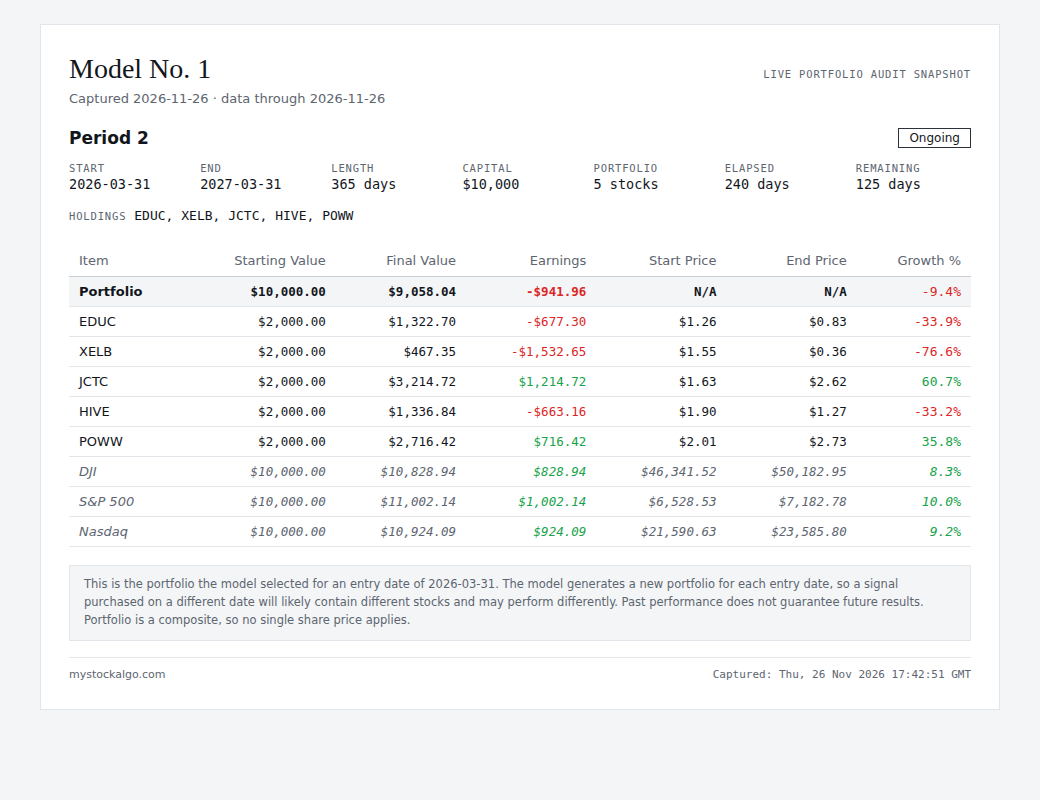 Model No. 1
LIVE PORTFOLIO AUDIT SNAPSHOT
Captured 2026-11-26 · data through 2026-11-26
Period 2
Ongoing
START END LENGTH CAPITAL PORTFOLIO ELAPSED REMAINING
2026-03-31 2027-03-31 365 days $10,000 5 stocks 240 days 125 days
HOLDINGS EDUC, XELB, JCTC, HIVE, POWW
Item Starting Value Final Value Earnings Start Price End Price Growth %
Portfolio $10,000.00 $9,058.04 -$941.96 N/A N/A -9.4%
EDUC $2,000.00 $1,322.70 -$677.30 $1.26 $0.83 -33.9%
XELB $2,000.00 $467.35 -$1,532.65 $1.55 $0.36 -76.6%
JCTC $2,000.00 $3,214.72 $1,214.72 $1.63 $2.62 60.7%
HIVE $2,000.00 $1,336.84 -$663.16 $1.90 $1.27 -33.2%
POWW $2,000.00 $2,716.42 $716.42 $2.01 $2.73 35.8%
DJI $10,000.00 $10,828.94 $828.94 $46,341.52 $50,182.95 8.3%
S&P 500 $10,000.00 $11,002.14 $1,002.14 $6,528.53 $7,182.78 10.0%
Nasdaq $10,000.00 $10,924.09 $924.09 $21,590.63 $23,585.80 9.2%
This is the portfolio the model selected for an entry date of 2026-03-31. The model generates a new portfolio for each entry date, so a signal
purchased on a different date will likely contain different stocks and may perform differently. Past performance does not guarantee future results.
Portfolio is a composite, so no single share price applies.
mystockalgo.com
Captured: Thu, 26 Nov 2026 17:42:51 GMT